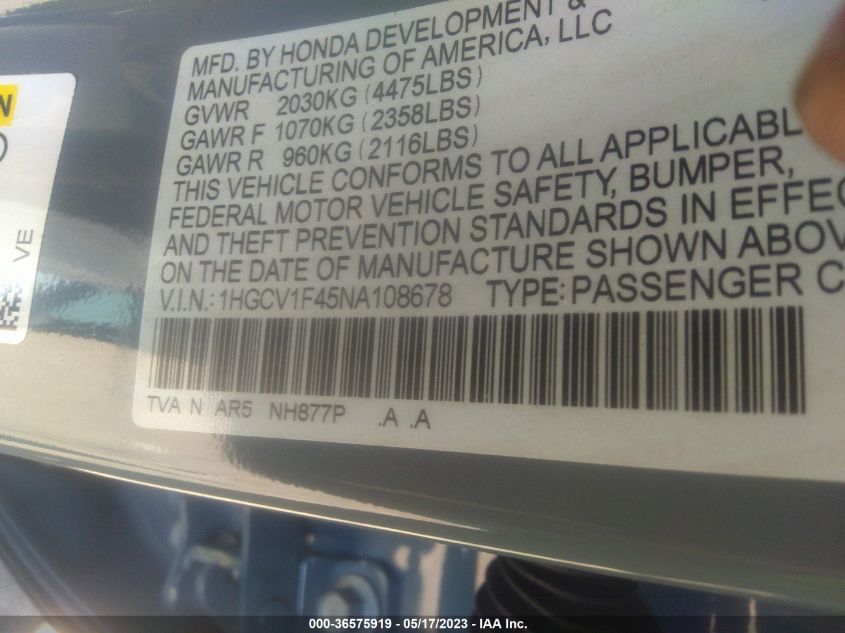 MFD. BY HONDA DEVELOPMENT &
MANUFACTURING OF AMERICA, LLC
GVWR 2030KG (4475LBS)
GAWR F 1070KG (2358LBS)
GAWR R 960KG (2116LBS)
THIS VEHICLE CONFORMS TO ALL APPLICABL
FEDERAL MOTOR VEHICLE SAFETY, BUMPER,
AND THEFT PREVENTION STANDARDS IN EFFEC
ON THE DATE OF MANUFACTURE SHOWN ABOV
V.I.N.: 1HGCV1F45NA108678 TYPE: PASSENGER C
TVA N AR5 NH877P .A .A
N
VE
000-36575919 - 05/17/2023 - IAA Inc.